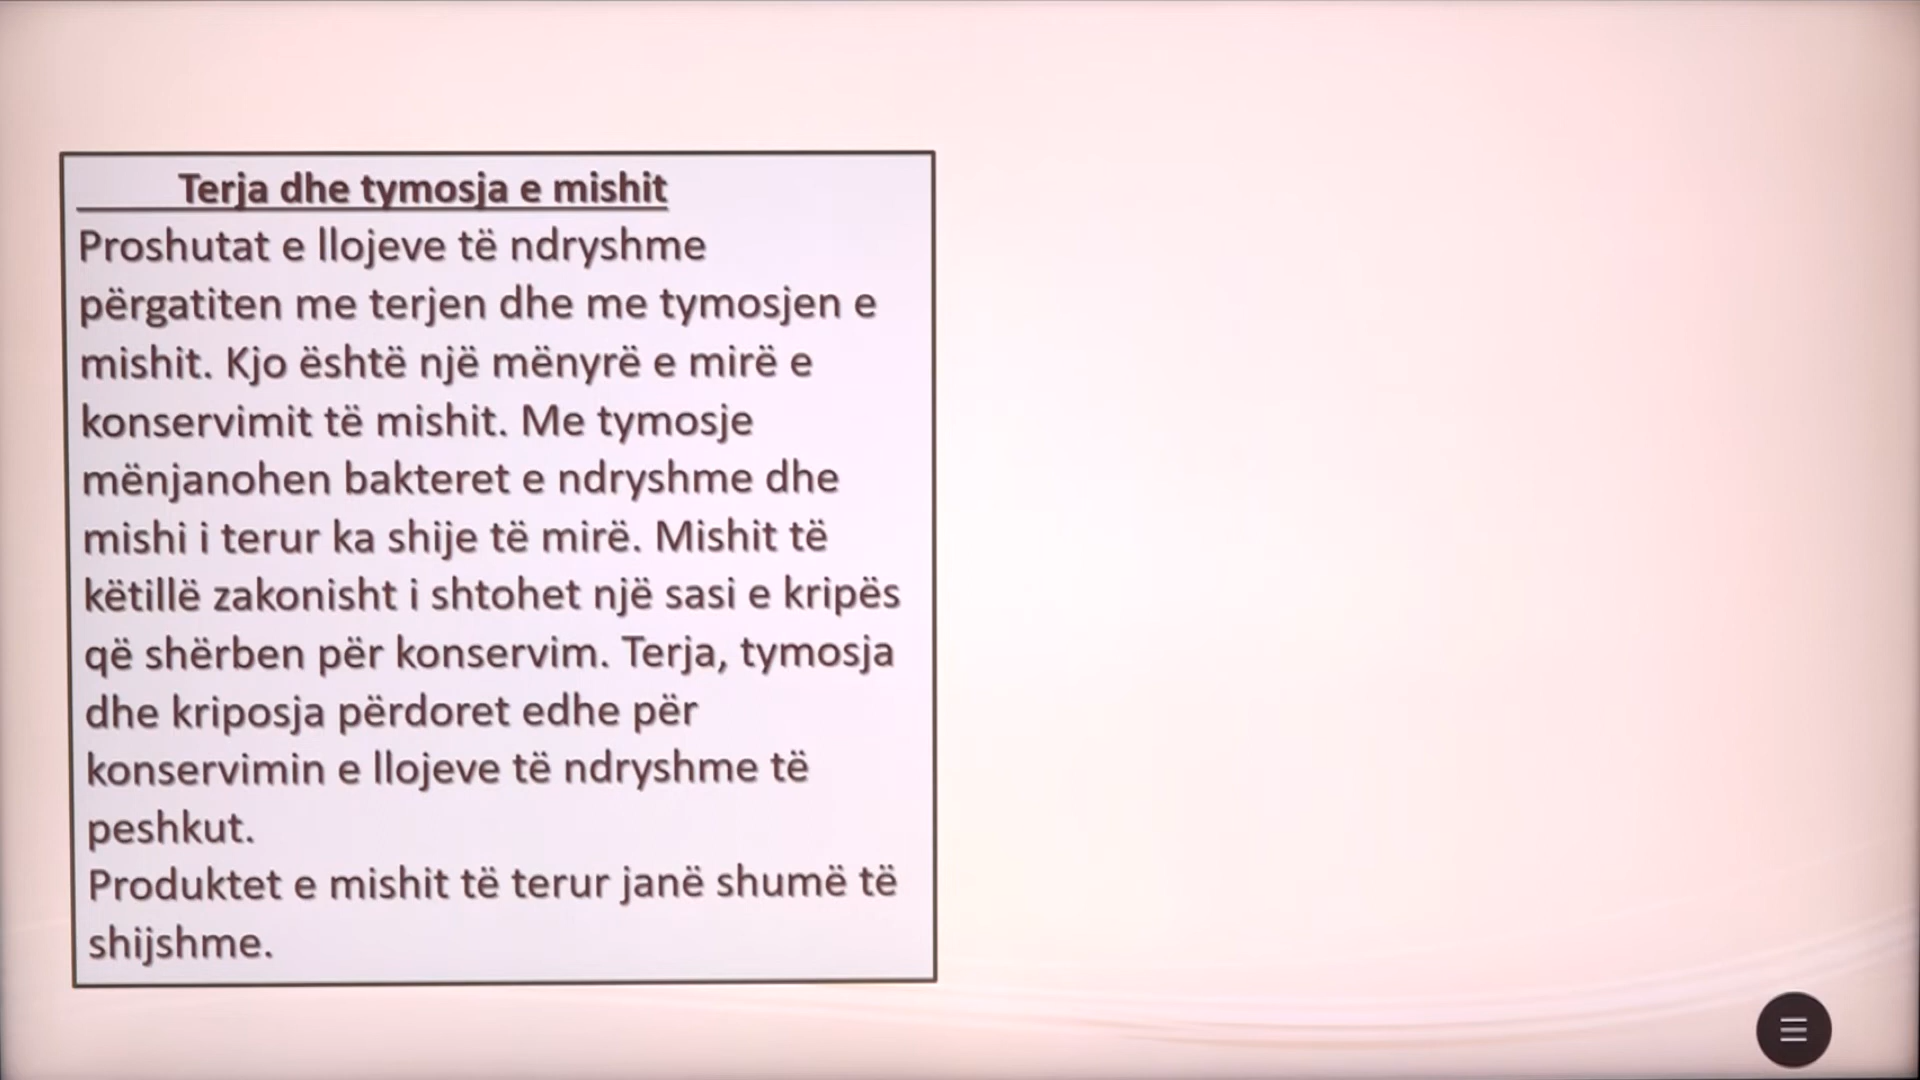 Terja dhe tymosja e mishit
Proshutat e llojeve të ndryshme
përgatiten me terjen dhe me tymosjen e
mishit. Kjo është një mënyrë e mirë e
konservimit të mishit. Me tymosje
mënjanohen bakteret e ndryshme dhe
mishi i terur ka shije të mirë. Mishit të
këtillë zakonisht i shtohet një sasi e kripës
që shërben për konservim. Terja, tymosja
dhe kriposja përdoret edhe për
konservimin e llojeve të ndryshme të
peshkut.
Produktet e mishit të terur janë shumë të
shijshme.